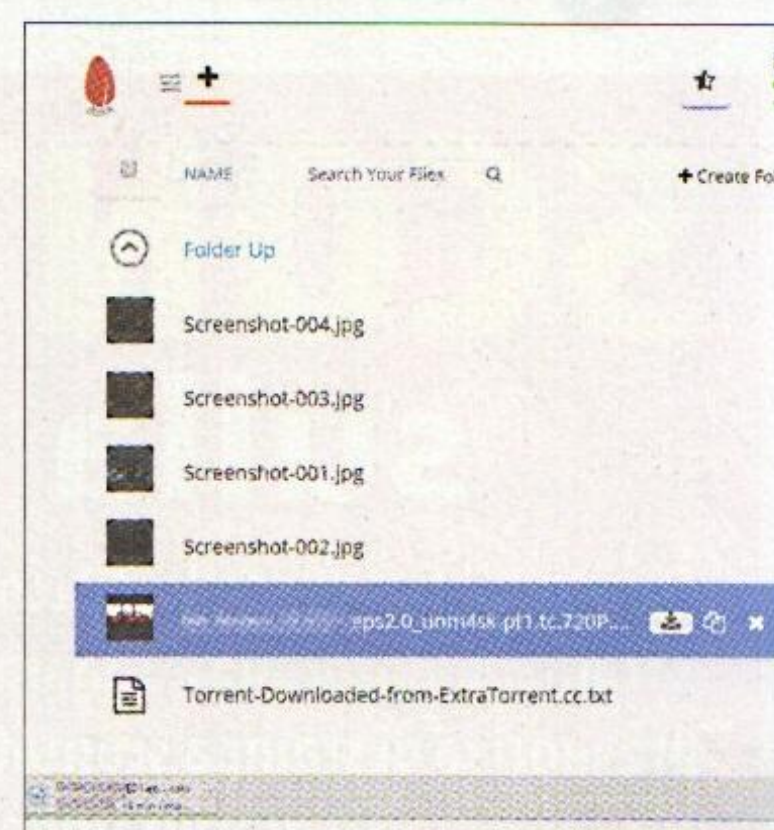 NAME Search Your Files + Create Fo
Folder Up
Screenshot-004.jpg
Screenshot-003.jpg
Screenshot-001.jpg
Screenshot-002.jpg
eps2.0_unm4sk-pt1.tc.720P....
Torrent-Downloaded-from-ExtraTorrent.cc.txt